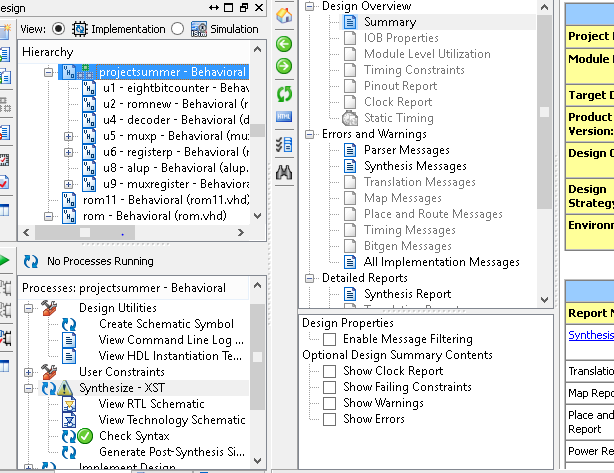 Design
View: Implementation Simulation
Hierarchy
projectsummer - Behavioral
u1 - eightbitcounter - Behav
u2 - romnew - Behavioral (r
u4 - decoder - Behavioral (d
u5 - muxp - Behavioral (mu
u6 - registerp - Behavioral (
u8 - alup - Behavioral (alup.
u9 - muxregister - Behavior
rom11 - Behavioral (rom11.vhd)
rom - Behavioral (rom.vhd)
No Processes Running
Processes: projectsummer - Behavioral
Design Utilities
Create Schematic Symbol
View Command Line Log ...
View HDL Instantiation Te...
User Constraints
Synthesize - XST
View RTL Schematic
View Technology Schematic
Check Syntax
Generate Post-Synthesis Si...
Implement Design
Design Overview
Summary
IOB Properties
Module Level Utilization
Timing Constraints
Pinout Report
Clock Report
Static Timing
Errors and Warnings
Parser Messages
Synthesis Messages
Translation Messages
Map Messages
Place and Route Messages
Timing Messages
Bitgen Messages
All Implementation Messages
Detailed Reports
Synthesis Report
Design Properties
Enable Message Filtering
Optional Design Summary Contents
Show Clock Report
Show Failing Constraints
Show Warnings
Show Errors
Project
Module
Target D
Product
Version:
Design
Design
Strategy
Environm
Report N
Synthesis
Translatio
Map Repo
Place and
Report
Power Re